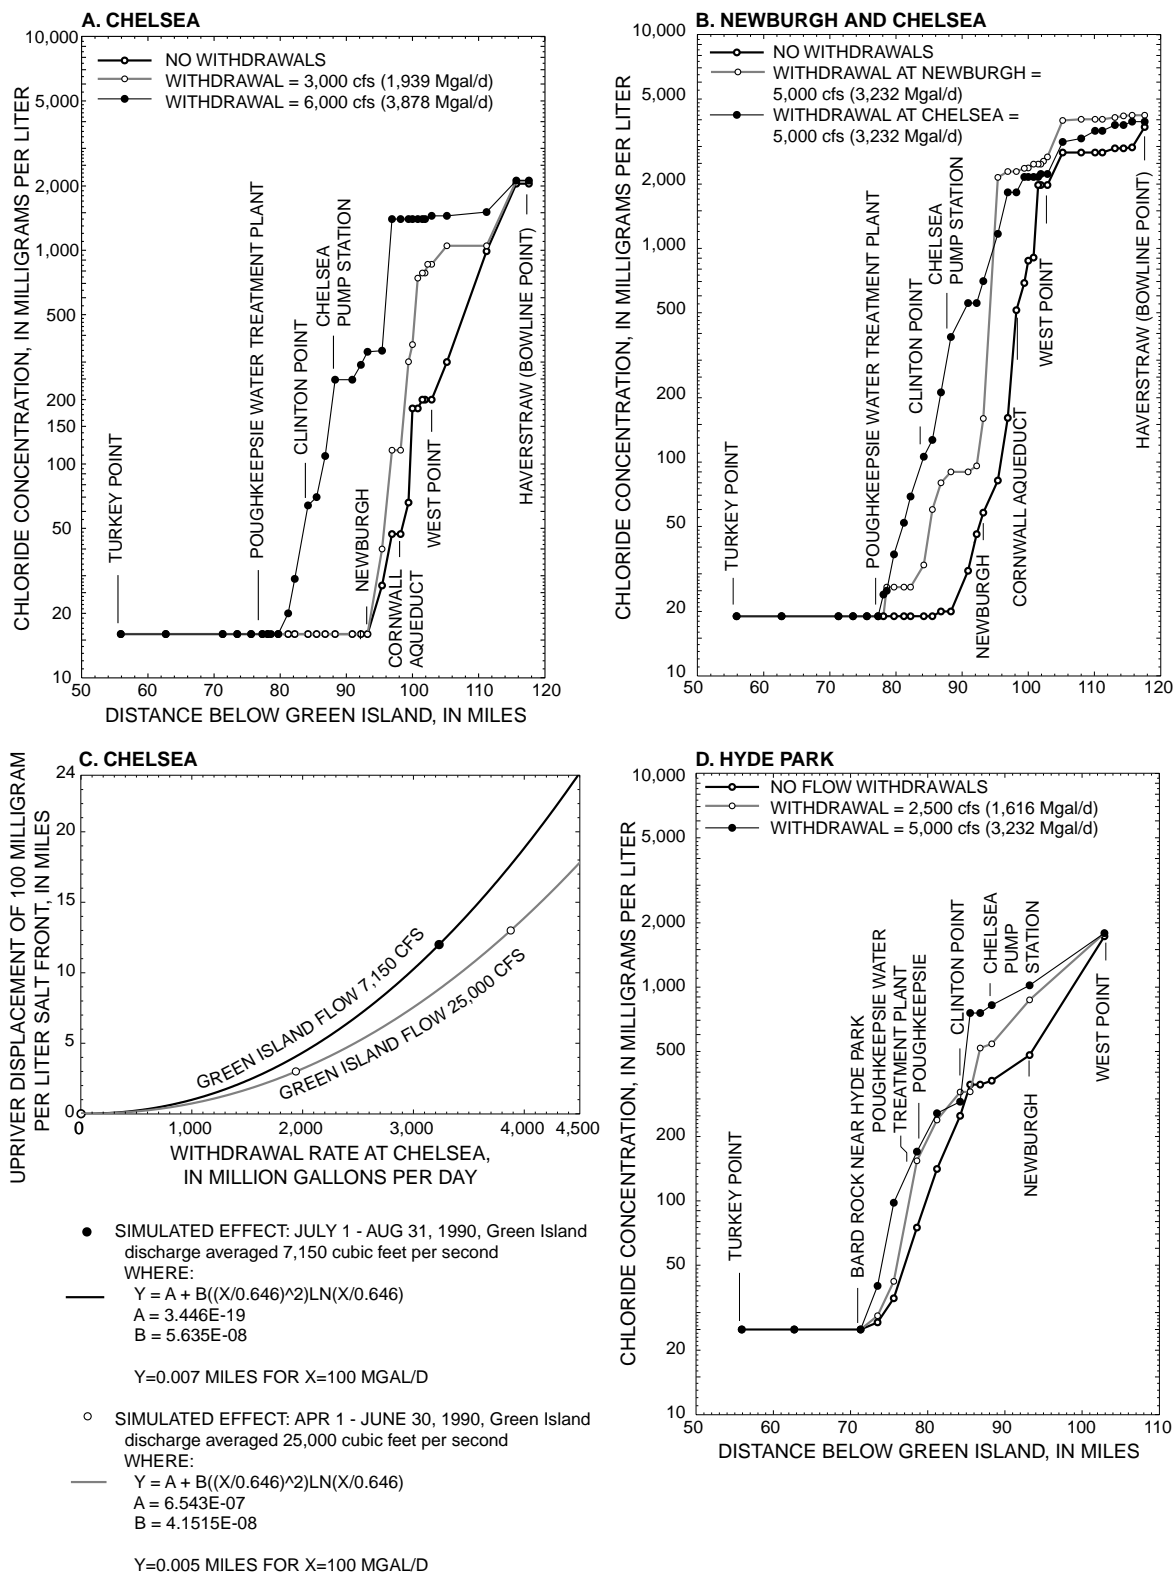 A. CHELSEA
10,000
5,000
2,000
1,000
500
200
150
100
50
20
10
CHLORIDE CONCENTRATION, IN MILLIGRAMS PER LITER
NO WITHDRAWALS
WITHDRAWAL = 3,000 cfs (1,939 Mgal/d)
WITHDRAWAL = 6,000 cfs (3,878 Mgal/d)
TURKEY POINT
POUGHKEEPSIE WATER TREATMENT PLANT
CLINTON POINT
CHELSEA
PUMP STATION
NEWBURGH
CORNWALL
AQUEDUCT
WEST POINT
HAVERSTRAW (BOWLINE POINT)
50 60 70 80 90 100 110 120
DISTANCE BELOW GREEN ISLAND, IN MILES
B. NEWBURGH AND CHELSEA
10,000
5,000
2,000
1,000
500
200
100
50
20
10
CHLORIDE CONCENTRATION, IN MILLIGRAMS PER LITER
NO WITHDRAWALS
WITHDRAWAL AT NEWBURGH =
5,000 cfs (3,232 Mgal/d)
WITHDRAWAL AT CHELSEA =
5,000 cfs (3,232 Mgal/d)
TURKEY POINT
POUGHKEEPSIE WATER TREATMENT PLANT
CLINTON POINT
CHELSEA
PUMP STATION
NEWBURGH
CORNWALL AQUEDUCT
WEST POINT
HAVERSTRAW (BOWLINE POINT)
50 60 70 80 90 100 110 120
C. CHELSEA
24
20
15
10
5
0
UPRIVER DISPLACEMENT OF 100 MILLIGRAM
PER LITER SALT FRONT, IN MILES
GREEN ISLAND FLOW 7,150 CFS
GREEN ISLAND FLOW 25,000 CFS
0 1,000 2,000 3,000 4,000 4,500
WITHDRAWAL RATE AT CHELSEA,
IN MILLION GALLONS PER DAY
SIMULATED EFFECT: JULY 1 - AUG 31, 1990, Green Island
discharge averaged 7,150 cubic feet per second
WHERE:
Y = A + B((X/0.646)^2)LN(X/0.646)
A = 3.446E-19
B = 5.635E-08
Y=0.007 MILES FOR X=100 MGAL/D
SIMULATED EFFECT: APR 1 - JUNE 30, 1990, Green Island
discharge averaged 25,000 cubic feet per second
WHERE:
Y = A + B((X/0.646)^2)LN(X/0.646)
A = 6.543E-07
B = 4.1515E-08
Y=0.005 MILES FOR X=100 MGAL/D
D. HYDE PARK
10,000
5,000
2,000
1,000
500
200
100
50
20
10
CHLORIDE CONCENTRATION, IN MILLIGRAMS PER LITER
NO FLOW WITHDRAWALS
WITHDRAWAL = 2,500 cfs (1,616 Mgal/d)
WITHDRAWAL = 5,000 cfs (3,232 Mgal/d)
TURKEY POINT
BARD ROCK NEAR HYDE PARK
POUGHKEEPSIE WATER
TREATMENT PLANT
POUGHKEEPSIE
CLINTON POINT
CHELSEA
PUMP
STATION
NEWBURGH
WEST POINT
50 60 70 80 90 100 110
DISTANCE BELOW GREEN ISLAND, IN MILES